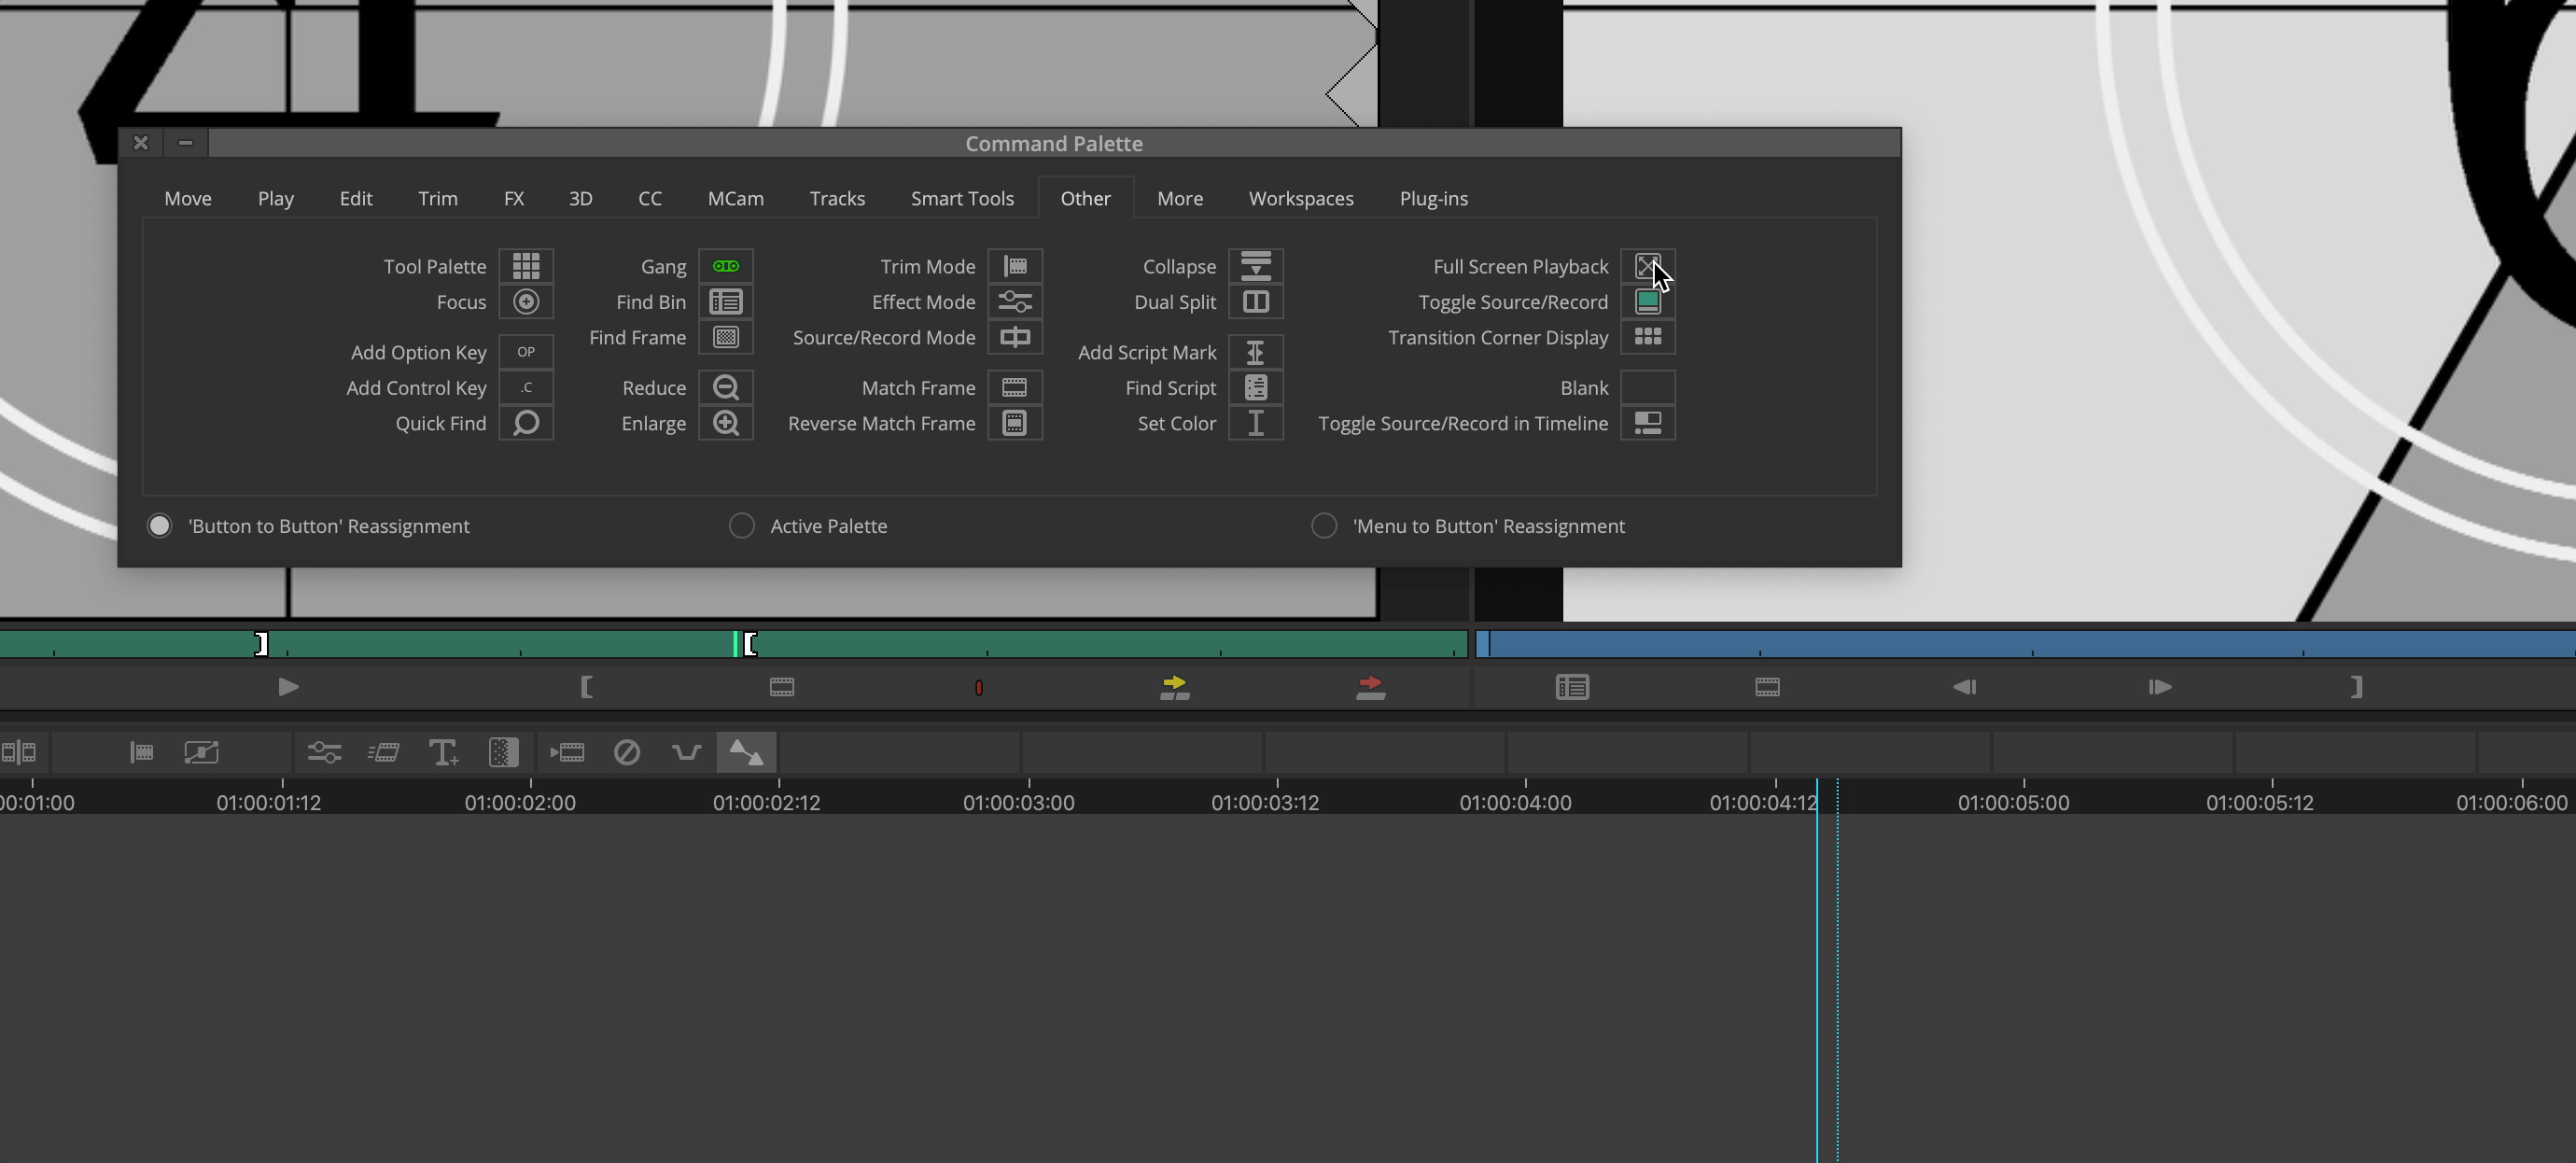 4
Command Palette
Move Play Edit Trim FX 3D CC MCam Tracks Smart Tools Other More Workspaces Plug-ins
Tool Palette Gang Trim Mode Collapse Full Screen Playback
Focus Find Bin Effect Mode Dual Split Toggle Source/Record
Find Frame Source/Record Mode Transition Corner Display
Add Option Key OP Add Script Mark
Add Control Key .C Reduce Match Frame Find Script Blank
Quick Find Enlarge Reverse Match Frame Set Color Toggle Source/Record in Timeline
'Button to Button' Reassignment Active Palette 'Menu to Button' Reassignment
00:01:00 01:00:01:12 01:00:02:00 01:00:02:12 01:00:03:00 01:00:03:12 01:00:04:00 01:00:04:12 01:00:05:00 01:00:05:12 01:00:06:00